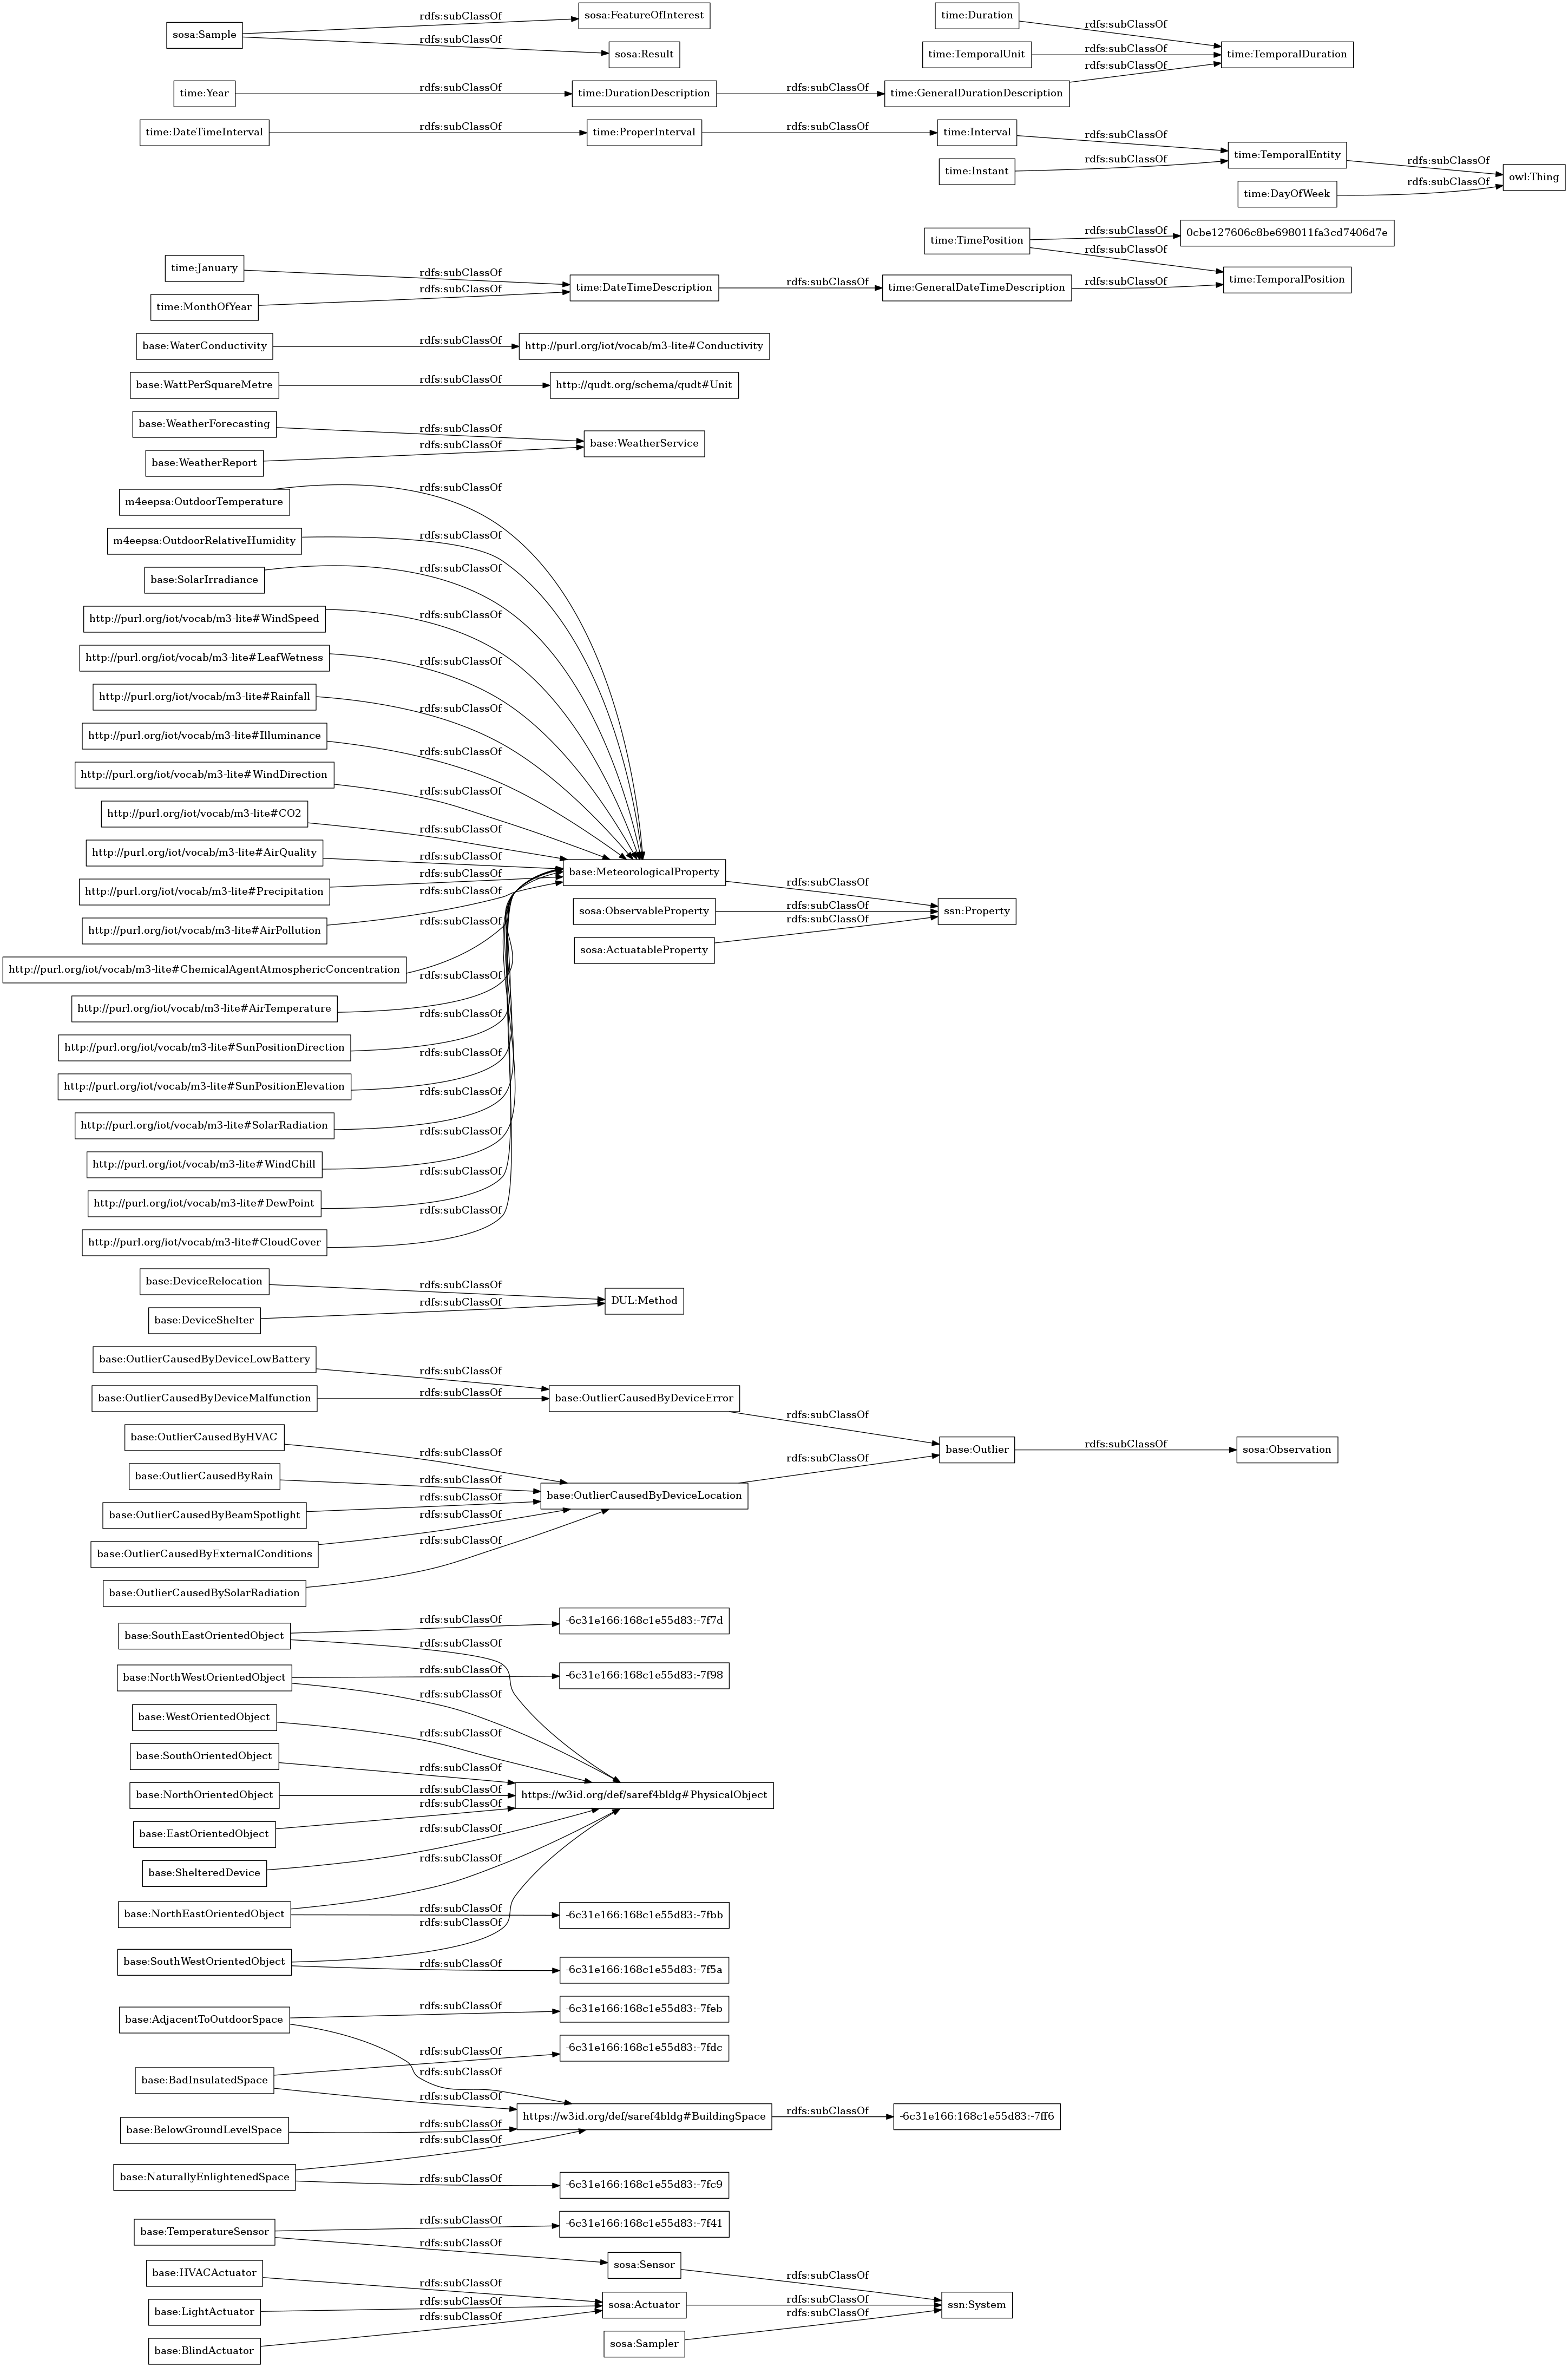 sosa:Sample
rdfs:subClassOf
sosa:FeatureOfInterest
rdfs:subClassOf
sosa:Result
time:Duration
rdfs:subClassOf
time:TemporalUnit
rdfs:subClassOf
time:TemporalDuration
rdfs:subClassOf
time:Year
rdfs:subClassOf
time:DurationDescription
rdfs:subClassOf
time:GeneralDurationDescription
time:DateTimeInterval
rdfs:subClassOf
time:ProperInterval
rdfs:subClassOf
time:Interval
rdfs:subClassOf
time:Instant
rdfs:subClassOf
time:TemporalEntity
rdfs:subClassOf
time:DayOfWeek
rdfs:subClassOf
owl:Thing
time:TimePosition
rdfs:subClassOf
0cbe127606c8be698011fa3cd7406d7e
rdfs:subClassOf
time:TemporalPosition
time:January
rdfs:subClassOf
time:MonthOfYear
rdfs:subClassOf
time:DateTimeDescription
rdfs:subClassOf
time:GeneralDateTimeDescription
rdfs:subClassOf
base:WaterConductivity
rdfs:subClassOf
http://purl.org/iot/vocab/m3-lite#Conductivity
base:WattPerSquareMetre
rdfs:subClassOf
http://qudt.org/schema/qudt#Unit
base:WeatherForecasting
rdfs:subClassOf
base:WeatherReport
rdfs:subClassOf
base:WeatherService
m4eepsa:OutdoorTemperature
rdfs:subClassOf
m4eepsa:OutdoorRelativeHumidity
rdfs:subClassOf
base:SolarIrradiance
rdfs:subClassOf
http://purl.org/iot/vocab/m3-lite#WindSpeed
rdfs:subClassOf
http://purl.org/iot/vocab/m3-lite#LeafWetness
rdfs:subClassOf
http://purl.org/iot/vocab/m3-lite#Rainfall
rdfs:subClassOf
http://purl.org/iot/vocab/m3-lite#Illuminance
rdfs:subClassOf
http://purl.org/iot/vocab/m3-lite#WindDirection
rdfs:subClassOf
http://purl.org/iot/vocab/m3-lite#CO2
rdfs:subClassOf
http://purl.org/iot/vocab/m3-lite#AirQuality
rdfs:subClassOf
http://purl.org/iot/vocab/m3-lite#Precipitation
rdfs:subClassOf
http://purl.org/iot/vocab/m3-lite#AirPollution
rdfs:subClassOf
base:MeteorologicalProperty
rdfs:subClassOf
sosa:ObservableProperty
rdfs:subClassOf
sosa:ActuatableProperty
rdfs:subClassOf
ssn:Property
http://purl.org/iot/vocab/m3-lite#ChemicalAgentAtmosphericConcentration
rdfs:subClassOf
http://purl.org/iot/vocab/m3-lite#AirTemperature
rdfs:subClassOf
http://purl.org/iot/vocab/m3-lite#SunPositionDirection
rdfs:subClassOf
http://purl.org/iot/vocab/m3-lite#SunPositionElevation
rdfs:subClassOf
http://purl.org/iot/vocab/m3-lite#SolarRadiation
rdfs:subClassOf
http://purl.org/iot/vocab/m3-lite#WindChill
rdfs:subClassOf
http://purl.org/iot/vocab/m3-lite#DewPoint
rdfs:subClassOf
http://purl.org/iot/vocab/m3-lite#CloudCover
rdfs:subClassOf
base:DeviceRelocation
rdfs:subClassOf
base:DeviceShelter
rdfs:subClassOf
DUL:Method
base:OutlierCausedByDeviceLowBattery
rdfs:subClassOf
base:OutlierCausedByDeviceMalfunction
rdfs:subClassOf
base:OutlierCausedByDeviceError
rdfs:subClassOf
base:OutlierCausedByHVAC
rdfs:subClassOf
base:OutlierCausedByRain
rdfs:subClassOf
base:OutlierCausedByBeamSpotlight
rdfs:subClassOf
base:OutlierCausedByExternalConditions
rdfs:subClassOf
base:OutlierCausedBySolarRadiation
rdfs:subClassOf
base:OutlierCausedByDeviceLocation
rdfs:subClassOf
base:Outlier
rdfs:subClassOf
sosa:Observation
base:SouthEastOrientedObject
rdfs:subClassOf
-6c31e166:168c1e55d83:-7f7d
rdfs:subClassOf
base:NorthWestOrientedObject
rdfs:subClassOf
-6c31e166:168c1e55d83:-7f98
rdfs:subClassOf
base:WestOrientedObject
rdfs:subClassOf
base:SouthOrientedObject
rdfs:subClassOf
base:NorthOrientedObject
rdfs:subClassOf
https://w3id.org/def/saref4bldg#PhysicalObject
base:EastOrientedObject
rdfs:subClassOf
base:ShelteredDevice
rdfs:subClassOf
base:NorthEastOrientedObject
rdfs:subClassOf
rdfs:subClassOf
-6c31e166:168c1e55d83:-7fbb
base:SouthWestOrientedObject
rdfs:subClassOf
rdfs:subClassOf
-6c31e166:168c1e55d83:-7f5a
base:AdjacentToOutdoorSpace
rdfs:subClassOf
-6c31e166:168c1e55d83:-7feb
rdfs:subClassOf
base:BadInsulatedSpace
rdfs:subClassOf
-6c31e166:168c1e55d83:-7fdc
rdfs:subClassOf
base:BelowGroundLevelSpace
rdfs:subClassOf
https://w3id.org/def/saref4bldg#BuildingSpace
rdfs:subClassOf
-6c31e166:168c1e55d83:-7ff6
base:NaturallyEnlightenedSpace
rdfs:subClassOf
rdfs:subClassOf
-6c31e166:168c1e55d83:-7fc9
base:TemperatureSensor
rdfs:subClassOf
-6c31e166:168c1e55d83:-7f41
rdfs:subClassOf
sosa:Sensor
rdfs:subClassOf
base:HVACActuator
rdfs:subClassOf
base:LightActuator
rdfs:subClassOf
base:BlindActuator
rdfs:subClassOf
sosa:Actuator
rdfs:subClassOf
sosa:Sampler
rdfs:subClassOf
ssn:System